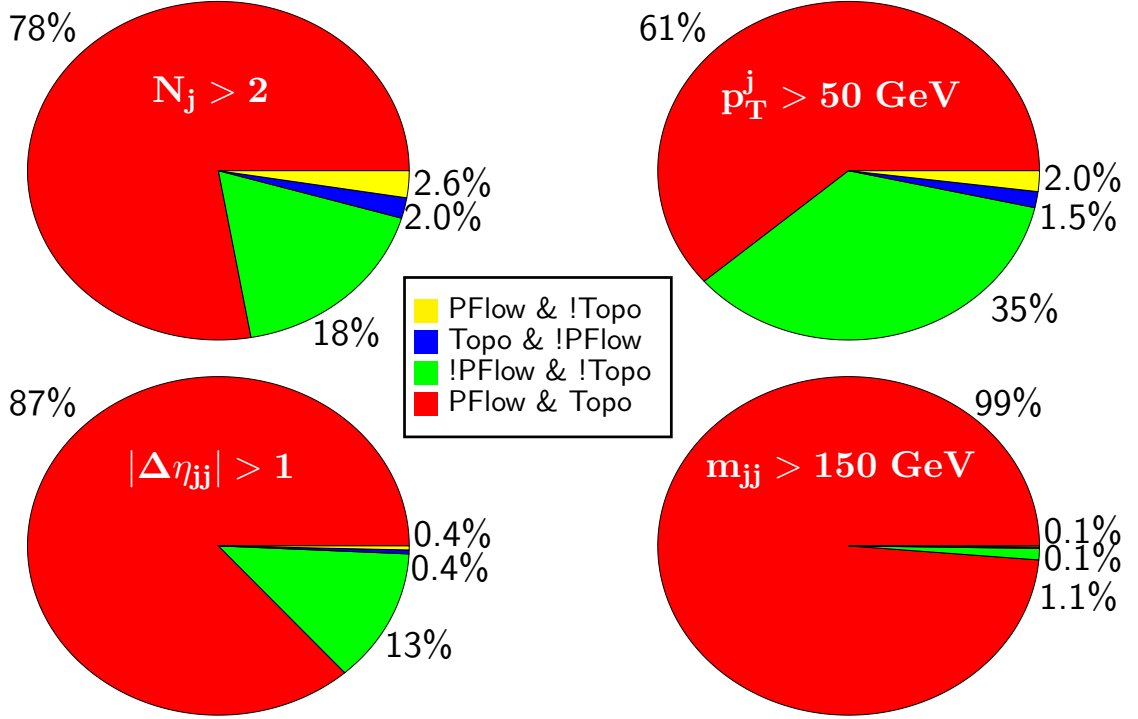 78%
N_j > 2
2.6%
2.0%
18%
61%
p_T^j > 50 GeV
2.0%
1.5%
35%
PFlow & !Topo
Topo & !PFlow
!PFlow & !Topo
PFlow & Topo
87%
|Δη_jj| > 1
0.4%
0.4%
13%
99%
m_jj > 150 GeV
0.1%
0.1%
1.1%